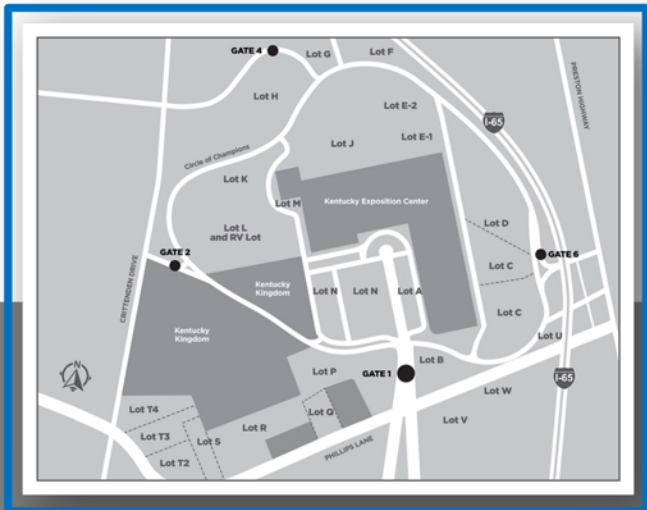 GATE 4
Lot G
Lot F
Lot H
Lot E-2
I-65
PRESTON HIGHWAY
Lot E-1
Lot J
Circle of Champions
Lot K
Lot M
Kentucky Exposition Center
Lot L
and RV Lot
Lot D
GATE 2
GATE 6
Lot C
CRITTENDEN DRIVE
Kentucky
Kingdom
Lot N
Lot N
Lot A
Lot C
Kentucky
Kingdom
Lot U
Lot B
Lot P
GATE 1
N
I-65
Lot W
Lot T4
Lot Q
Lot V
Lot R
Lot T3
Lot S
PHILLIPS LANE
Lot T2